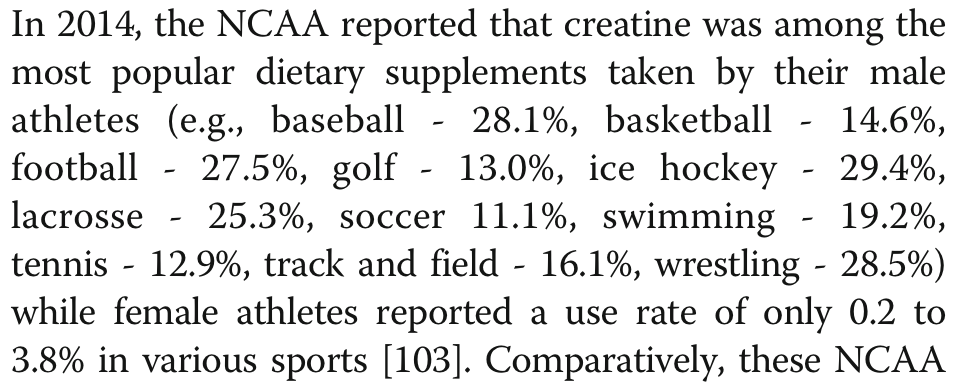 In 2014, the NCAA reported that creatine was among the
most popular dietary supplements taken by their male
athletes (e.g., baseball - 28.1%, basketball - 14.6%,
football - 27.5%, golf - 13.0%, ice hockey - 29.4%,
lacrosse - 25.3%, soccer 11.1%, swimming - 19.2%,
tennis - 12.9%, track and field - 16.1%, wrestling - 28.5%)
while female athletes reported a use rate of only 0.2 to
3.8% in various sports [103]. Comparatively, these NCAA